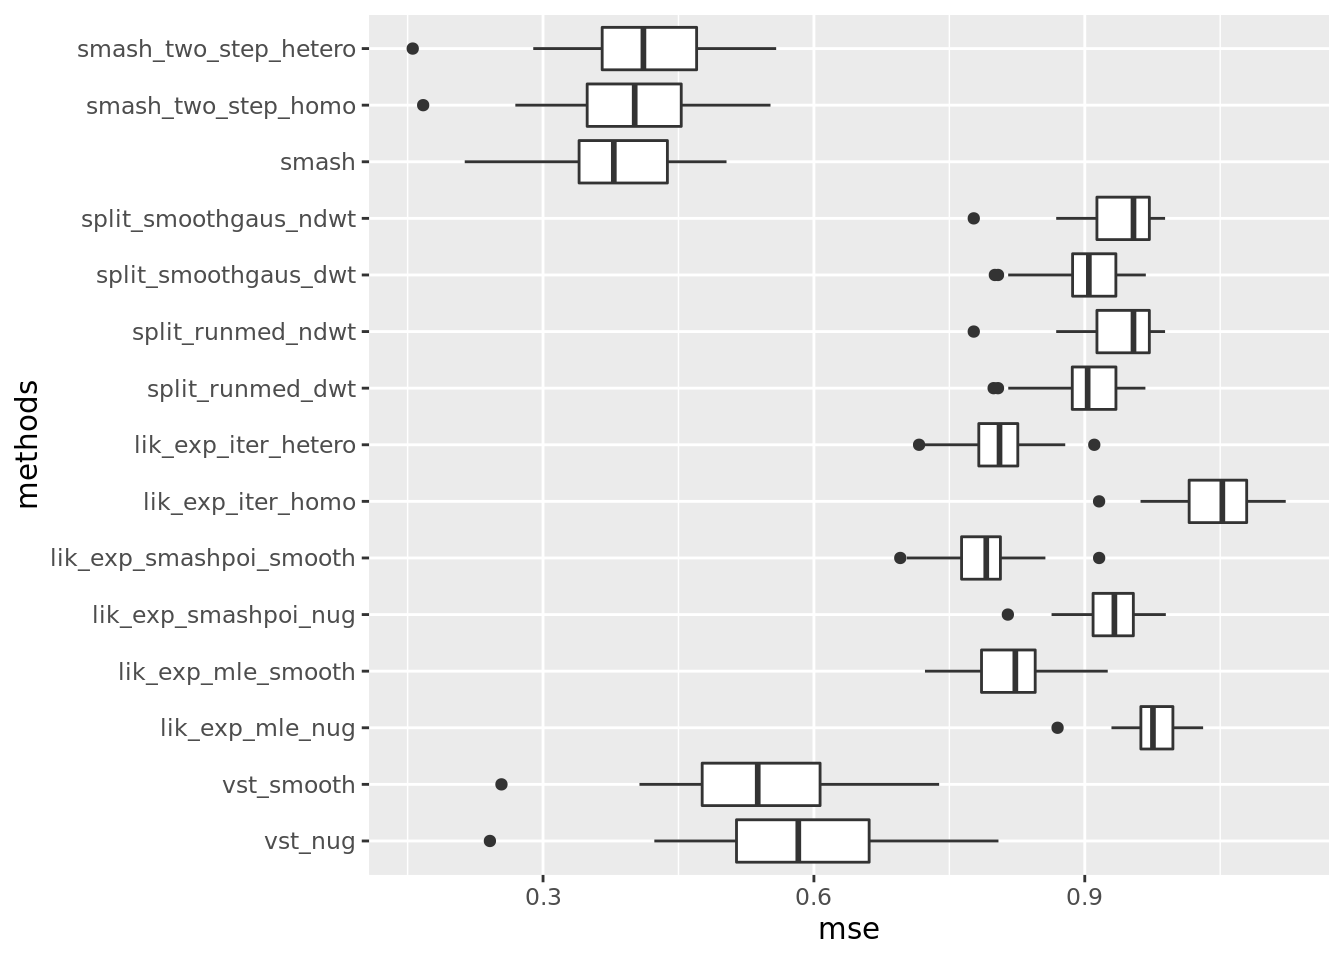 smash_two_step_hetero
smash_two_step_homo
smash
split_smoothgaus_ndwt
split_smoothgaus_dwt
split_runmed_ndwt
split_runmed_dwt
lik_exp_iter_hetero
lik_exp_iter_homo
lik_exp_smashpoi_smooth
lik_exp_smashpoi_nug
lik_exp_mle_smooth
lik_exp_mle_nug
vst_smooth
vst_nug
methods
0.3 0.6 0.9
mse